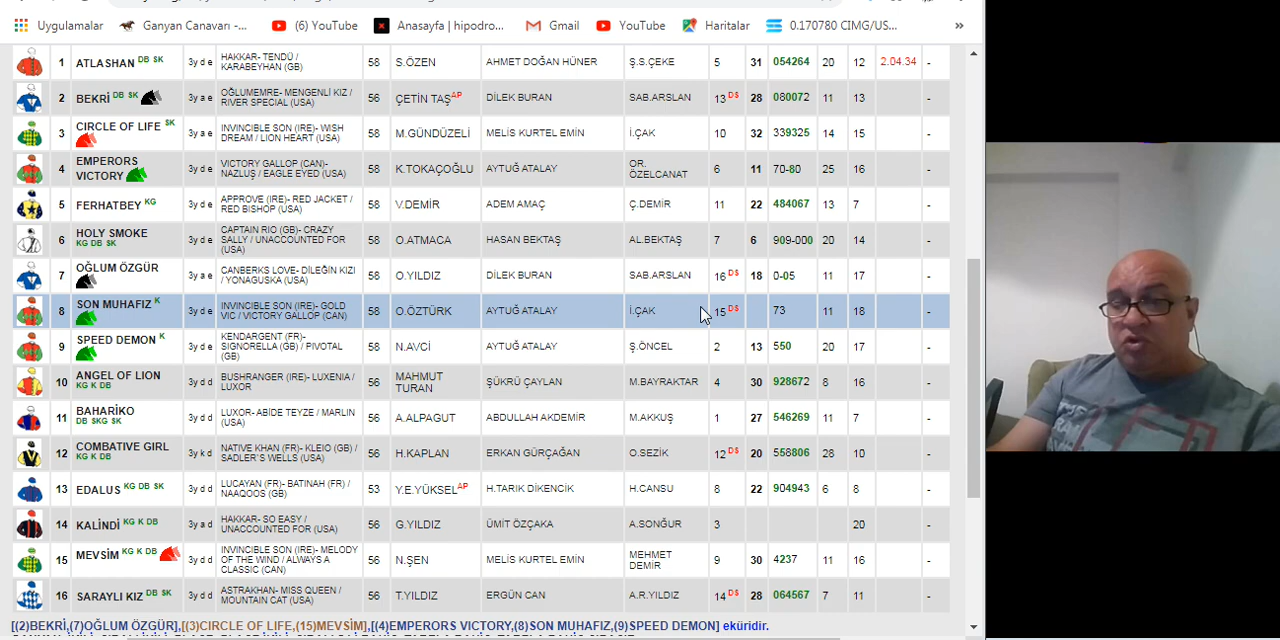 Uygulamalar Ganyan Canavarı -... (6) YouTube Anasayfa | hipodro... Gmail YouTube Haritalar 0.170780 CIMG/US... »
1 ATLASHAN DB SK 3y d e HAKKAR- TENDÜ / KARABEYHAN (GB) 58 S.ÖZEN AHMET DOĞAN HÜNER Ş.S.ÇEKE 5 31 054264 20 12 2.04.34 -
2 BEKRİ DB SK 3y a e OĞLUMEMRE- MENGENLİ KIZ / RIVER SPECIAL (USA) 56 ÇETİN TAŞ AP DİLEK BURAN SAB.ARSLAN 13 DS 28 080072 11 13 -
3 CIRCLE OF LIFE SK 3y a e INVINCIBLE SON (IRE)- WISH DREAM / LION HEART (USA) 58 M.GÜNDÜZELİ MELİS KURTEL EMİN İ.ÇAK 10 32 339325 14 15 -
4 EMPERORS VICTORY 3y d e VICTORY GALLOP (CAN)- NAZLUŞ / EAGLE EYED (USA) 58 K.TOKAÇOĞLU AYTUĞ ATALAY OR. ÖZELCANAT 6 11 70-80 25 16 -
5 FERHATBEY KG 3y d e APPROVE (IRE)- RED JACKET / RED BISHOP (USA) 58 V.DEMİR ADEM AMAÇ Ç.DEMİR 11 22 484067 13 7 -
6 HOLY SMOKE KG DB SK 3y d e CAPTAIN RIO (GB)- CRAZY SALLY / UNACCOUNTED FOR (USA) 58 O.ATMACA HASAN BEKTAŞ AL.BEKTAŞ 7 6 909-000 20 14 -
7 OĞLUM ÖZGÜR 3y a e CANBERKS LOVE- DİLEĞİN KIZI / YONAGUSKA (USA) 58 O.YILDIZ DİLEK BURAN SAB.ARSLAN 16 DS 18 0-05 11 17 -
8 SON MUHAFIZ K 3y d e INVINCIBLE SON (IRE)- GOLD VIC / VICTORY GALLOP (CAN) 58 O.ÖZTÜRK AYTUĞ ATALAY İ.ÇAK 15 DS 73 11 18 -
9 SPEED DEMON K 3y d e KENDARGENT (FR)- SIGNORELLA (GB) / PIVOTAL (GB) 58 N.AVCİ AYTUĞ ATALAY Ş.ÖNCEL 2 13 550 20 17 -
10 ANGEL OF LION KG K DB 3y d d BUSHRANGER (IRE)- LUXENIA / LUXOR 56 MAHMUT TURAN ŞÜKRÜ ÇAYLAN M.BAYRAKTAR 4 30 928672 8 16 -
11 BAHARİKO DB SKG SK 3y d d LUXOR- ABİDE TEYZE / MARLIN (USA) 56 A.ALPAGUT ABDULLAH AKDEMİR M.AKKUŞ 1 27 546269 11 7 -
12 COMBATIVE GIRL KG K DB 3y k d NATIVE KHAN (FR)- KLEIO (GB) / SADLER'S WELLS (USA) 56 H.KAPLAN ERKAN GÜRÇAĞAN O.SEZİK 12 DS 20 558806 28 10 -
13 EDALUS KG DB SK 3y d d LUCAYAN (FR)- BATINAH (FR) / NAAQOOS (GB) 53 Y.E.YÜKSEL AP H.TARIK DİKENCİK H.CANSU 8 22 904943 6 8 -
14 KALİNDİ KG K DB 3y a d HAKKAR- SO EASY / UNACCOUNTED FOR (USA) 56 G.YILDIZ ÜMİT ÖZÇAKA A.SONĞUR 3 20 -
15 MEVSİM KG K DB 3y y d INVINCIBLE SON (IRE)- MELODY OF THE WIND / ALWAYS A CLASSIC (CAN) 56 N.ŞEN MELİS KURTEL EMİN MEHMET DEMİR 9 30 4237 11 16 -
16 SARAYLI KIZ DB SK 3y d d ASTRAKHAN- MISS QUEEN / MOUNTAIN CAT (USA) 56 T.YILDIZ ERGÜN CAN A.R.YILDIZ 14 DS 28 064567 7 11 -
[(2)BEKRİ,(7)OĞLUM ÖZGÜR],[(3)CIRCLE OF LIFE,(15)MEVSİM],[(4)EMPERORS VICTORY,(8)SON MUHAFIZ,(9)SPEED DEMON] eküridir.